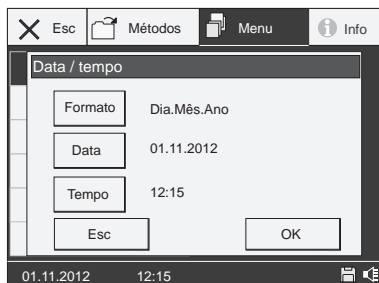 Esc Métodos Menu Info
Data / tempo
Formato Dia.Mês.Ano
Data 01.11.2012
Tempo 12:15
Esc OK
01.11.2012 12:15